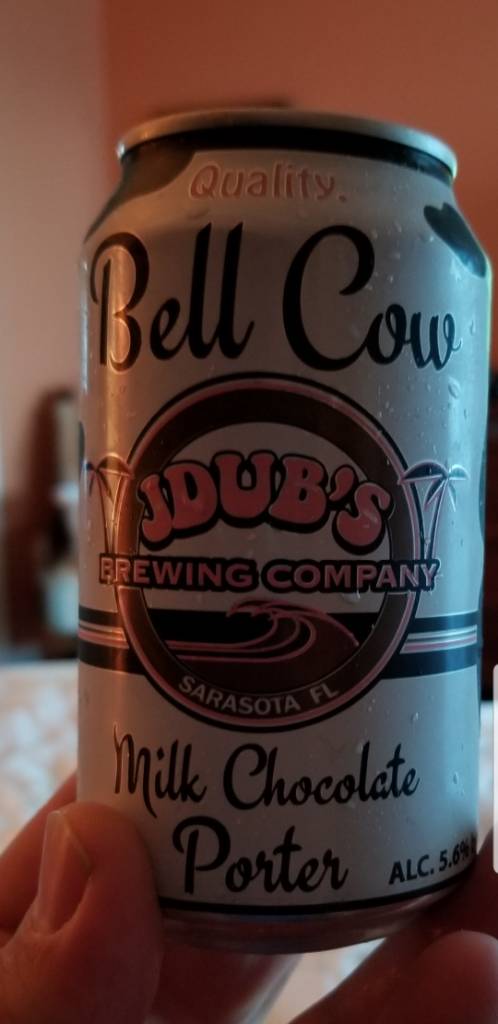 Quality.
Bell Cow
JDUB'S
BREWING COMPANY
SARASOTA FL
Milk Chocolate
Porter
ALC. 5.6%